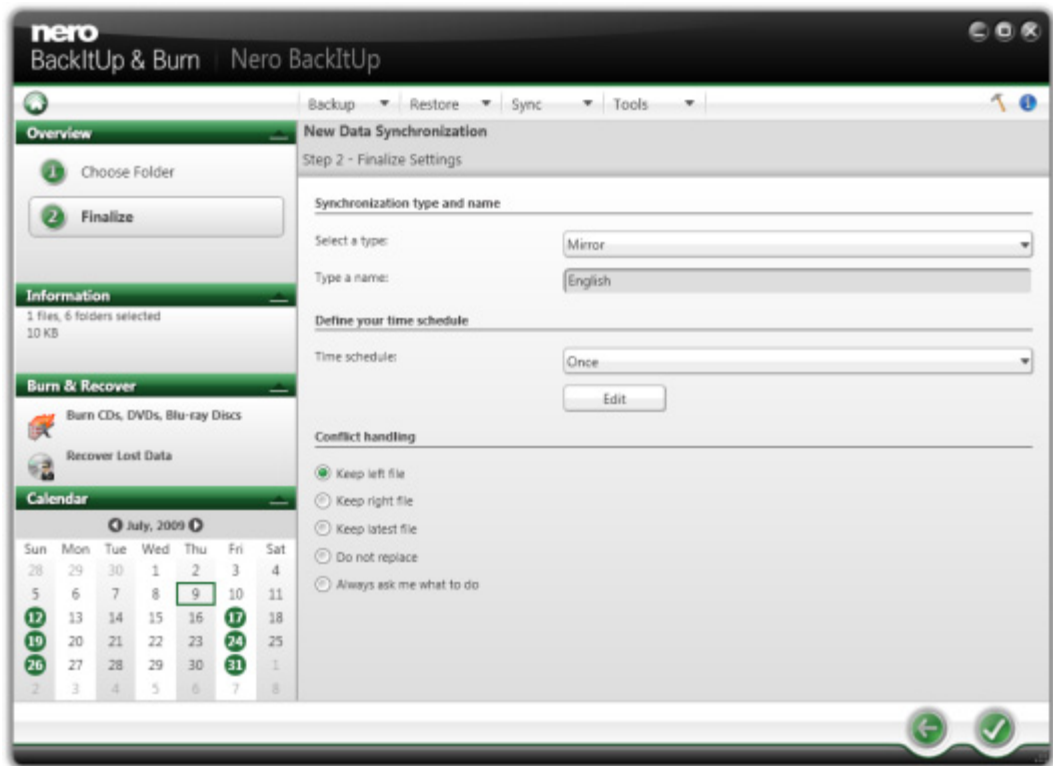 nero
BackItUp & Burn | Nero BackItUp
Backup Restore Sync Tools
Overview
1 Choose Folder
2 Finalize
Information
1 files, 6 folders selected
10 KB
Burn & Recover
Burn CDs, DVDs, Blu-ray Discs
Recover Lost Data
Calendar
July, 2009
Sun Mon Tue Wed Thu Fri Sat
28 29 30 1 2 3 4
5 6 7 8 9 10 11
12 13 14 15 16 17 18
19 20 21 22 23 24 25
26 27 28 29 30 31 1
2 3 4 5 6 7 8
New Data Synchronization
Step 2 - Finalize Settings
Synchronization type and name
Select a type: Mirror
Type a name: English
Define your time schedule
Time schedule: Once
Edit
Conflict handling
Keep left file
Keep right file
Keep latest file
Do not replace
Always ask me what to do